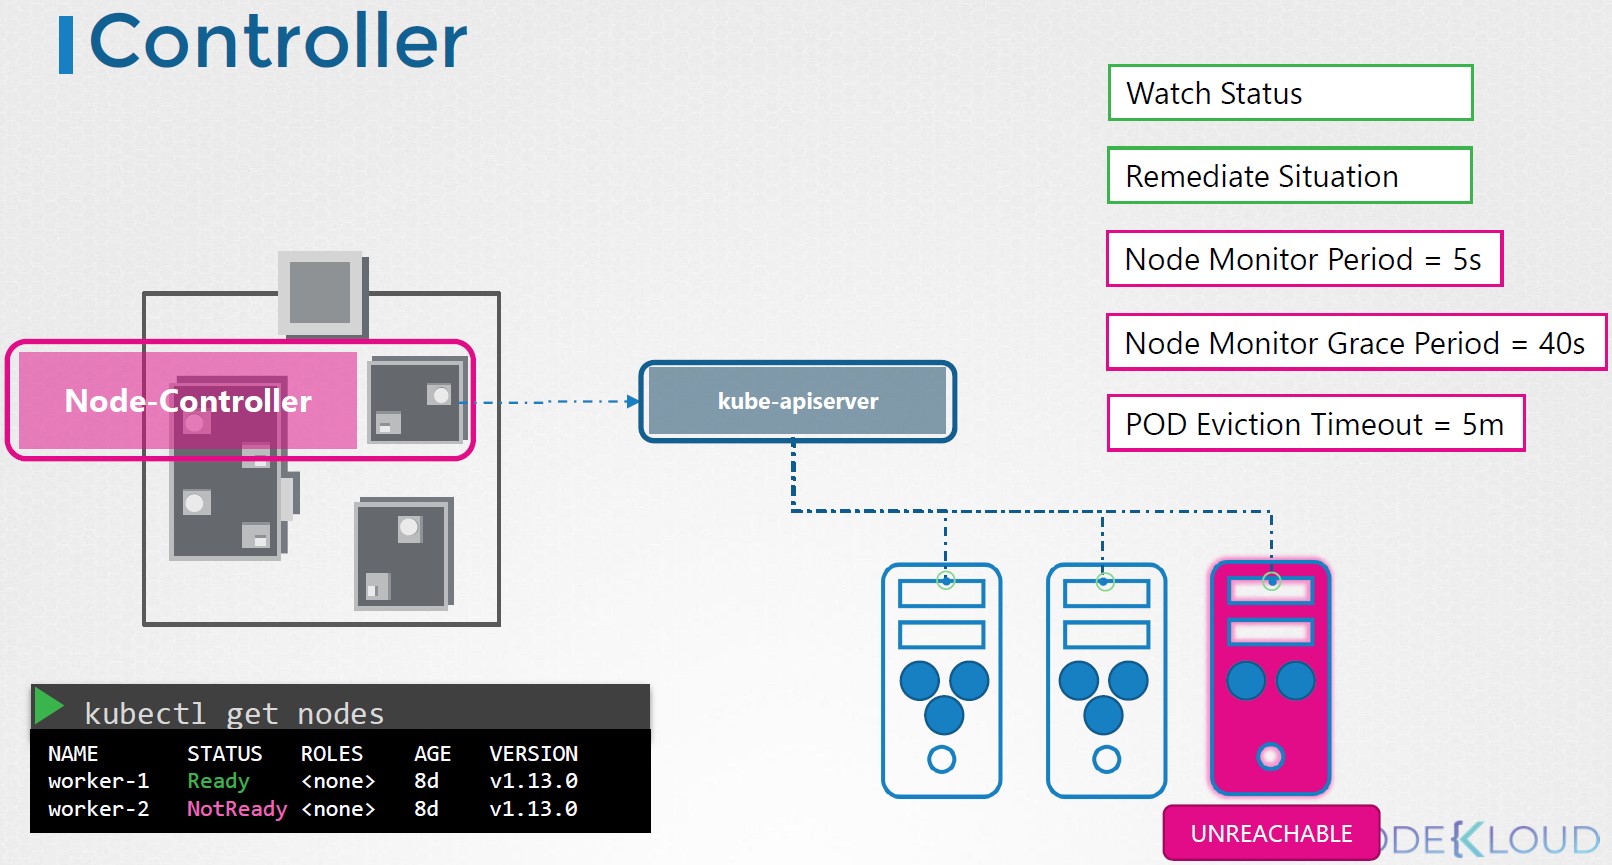 Controller
Watch Status
Remediate Situation
Node Monitor Period = 5s
Node Monitor Grace Period = 40s
POD Eviction Timeout = 5m
Node-Controller
kube-apiserver
kubectl get nodes
NAME STATUS ROLES AGE VERSION
worker-1 Ready <none> 8d v1.13.0
worker-2 NotReady <none> 8d v1.13.0
UNREACHABLE
ODEKLOUD